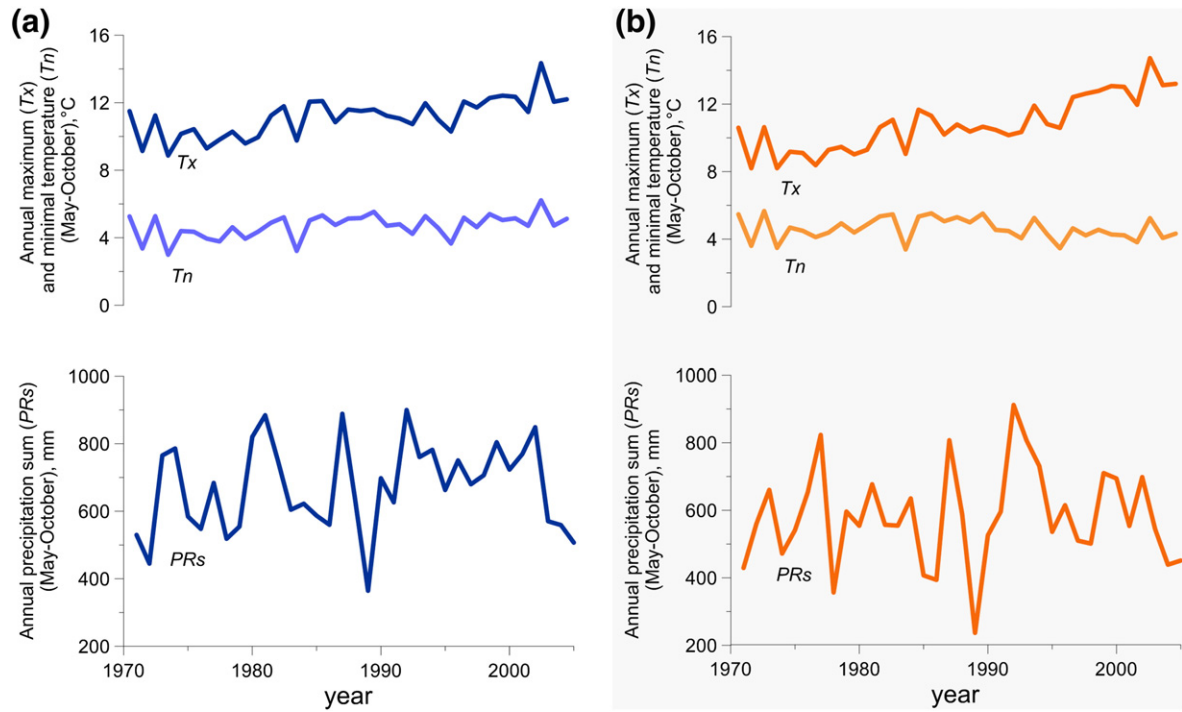 (a)
Annual maximum (Tx)
and minimal temperature (Tn)
(May-October),°C
16
12
8
4
0
Tx
Tn
Annual precipitation sum (PRs)
(May-October), mm
1000
800
600
400
200
PRs
1970
1980
1990
2000
year
(b)
Annual maximum (Tx)
and minimal temperature (Tn)
(May-October),°C
16
12
8
4
0
Tx
Tn
Annual precipitation sum (PRs)
(May-October), mm
1000
800
600
400
200
PRs
1970
1980
1990
2000
year